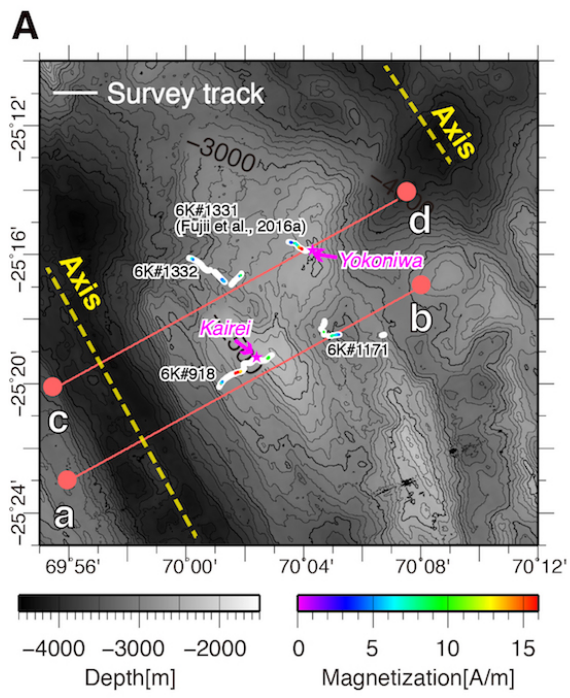 A
Survey track
−3000
Axis
6K#1331
(Fujii et al., 2016a)
d
6K#1332
Yokoniwa
Axis
b
Kairei
6K#1171
6K#918
c
a
−25°12'
−25°16'
−25°20'
−25°24'
69°56'
70°00'
70°04'
70°08'
70°12'
−4000
−3000
−2000
Depth[m]
0
5
10
15
Magnetization[A/m]